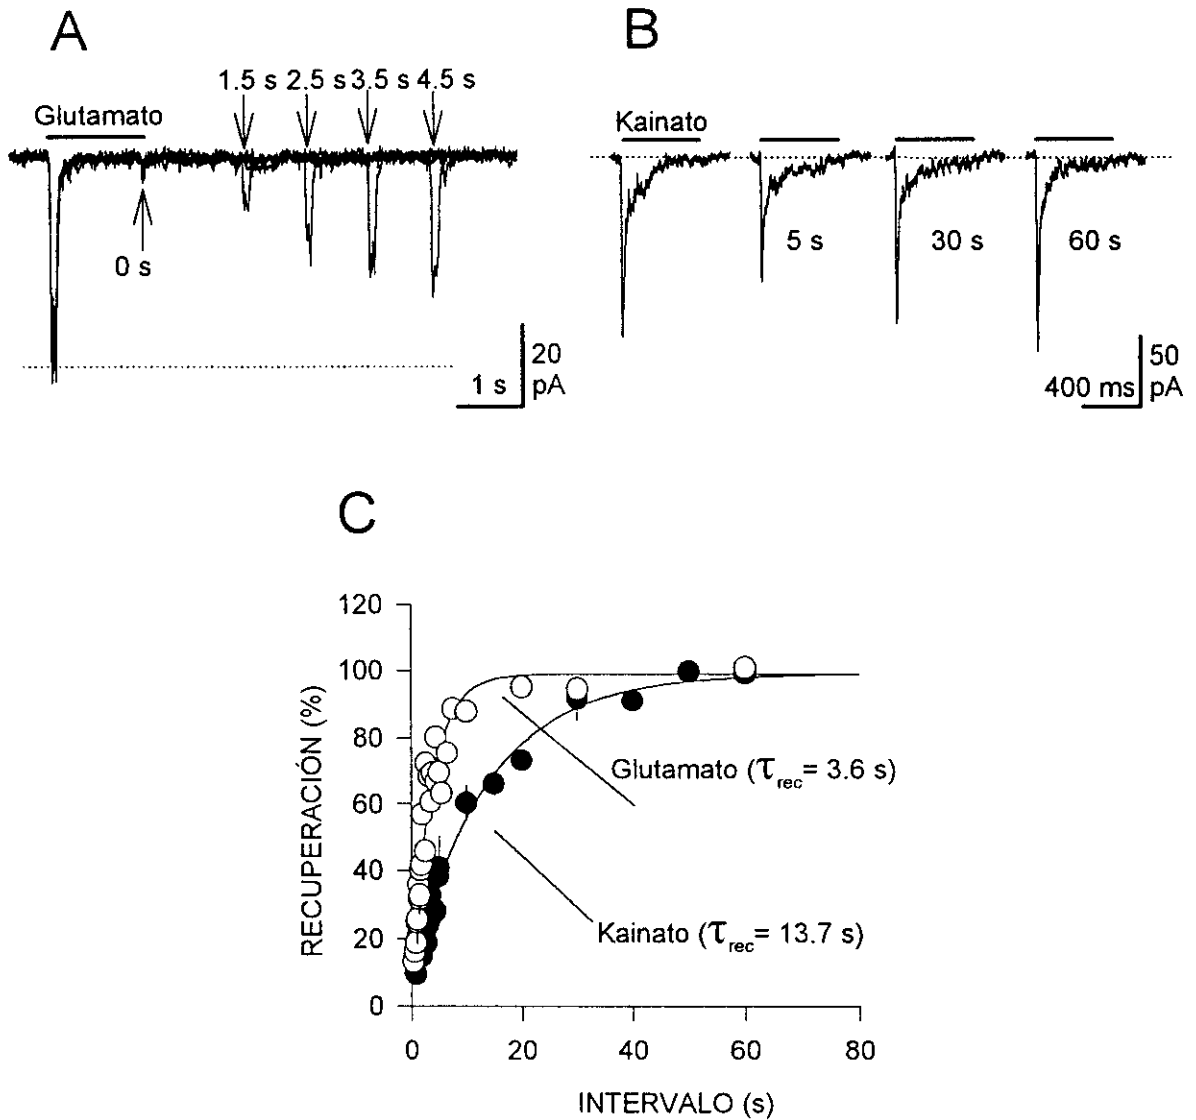 A
B
1.5 s 2.5 s 3.5 s 4.5 s
Glutamato
0 s
20
pA
1 s
Kainato
5 s
30 s
60 s
50
pA
400 ms
C
RECUPERACIÓN (%)
120
100
80
60
40
20
0
Glutamato (τrec= 3.6 s)
Kainato (τrec= 13.7 s)
0 20 40 60 80
INTERVALO (s)